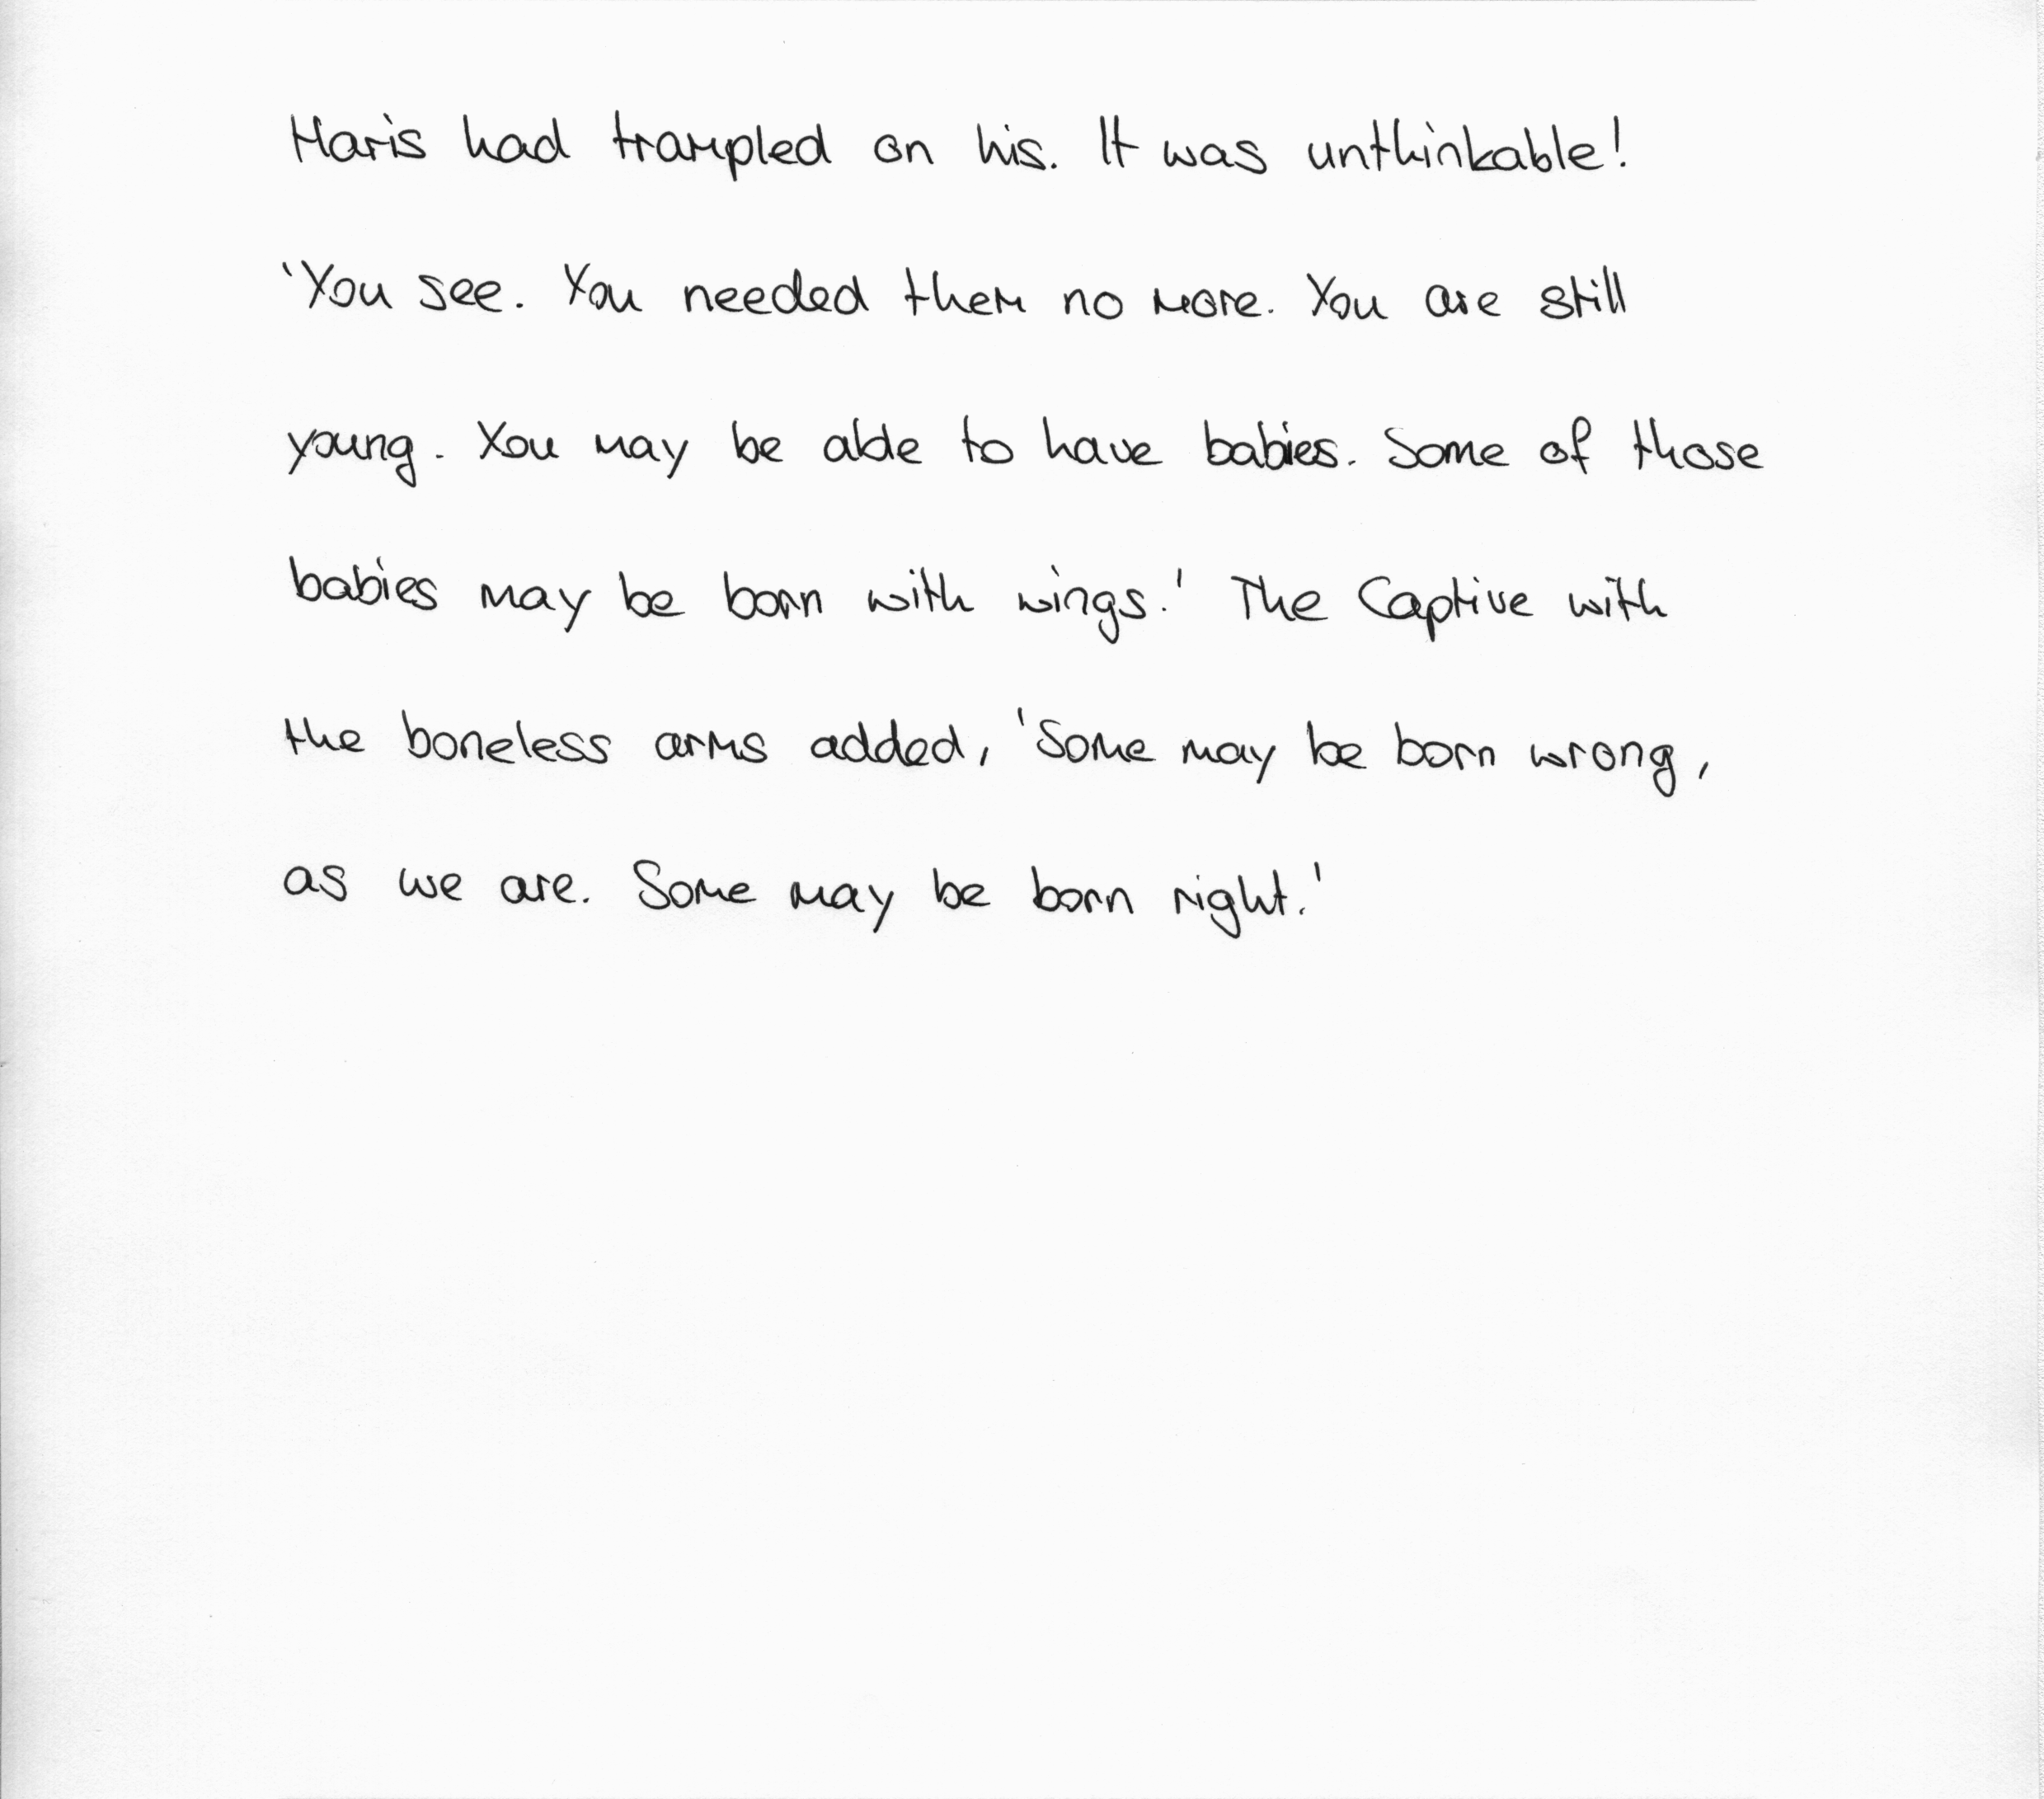 Haris had trampled on his. It was unthinkable!
'You see. You needed them no more. You are still
young. You may be able to have babies. Some of those
babies may be born with wings.' The Captive with
the boneless arms added, 'Some may be born wrong,
as we are. Some may be born right.'